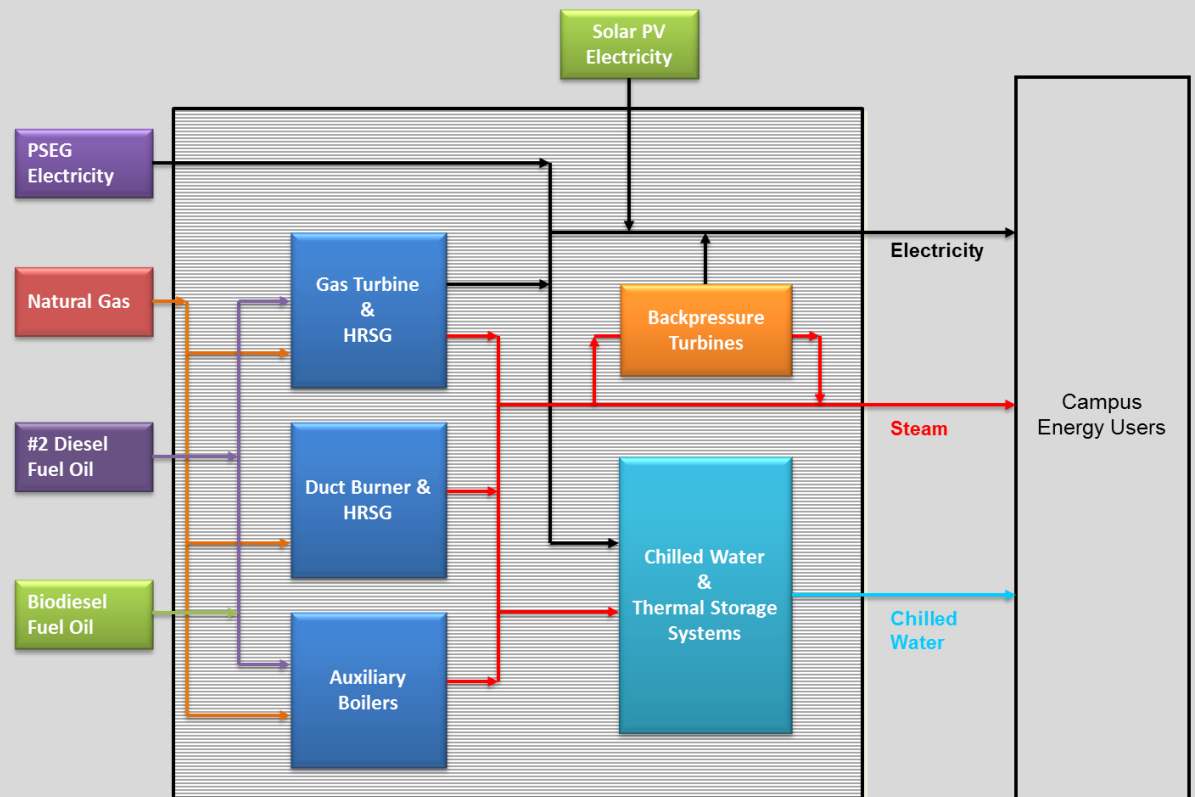 Solar PV
Electricity
PSEG
Electricity
Natural Gas
#2 Diesel
Fuel Oil
Biodiesel
Fuel Oil
Gas Turbine
&
HRSG
Duct Burner &
HRSG
Auxiliary
Boilers
Backpressure
Turbines
Chilled Water
&
Thermal Storage
Systems
Electricity
Steam
Chilled
Water
Campus
Energy Users